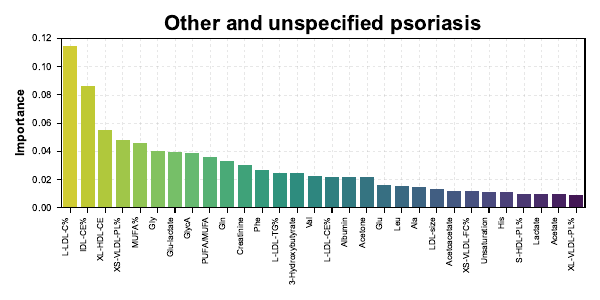 Other and unspecified psoriasis
Importance
0.12
0.10
0.08
0.06
0.04
0.02
0.00
L-LDL-C%
IDL-CE%
XL-HDL-CE
XS-VLDL-PL%
MUFA%
Gly
Glu-lactate
GlycA
PUFA/MUFA
Gln
Creatinine
Phe
L-LDL-TG%
3-Hydroxybutyrate
Val
L-LDL-CE%
Albumin
Acetone
Glu
Leu
Ala
LDL-size
Acetoacetate
XS-VLDL-FC%
Unsaturation
His
S-HDL-PL%
Lactate
Acetate
XL-VLDL-PL%